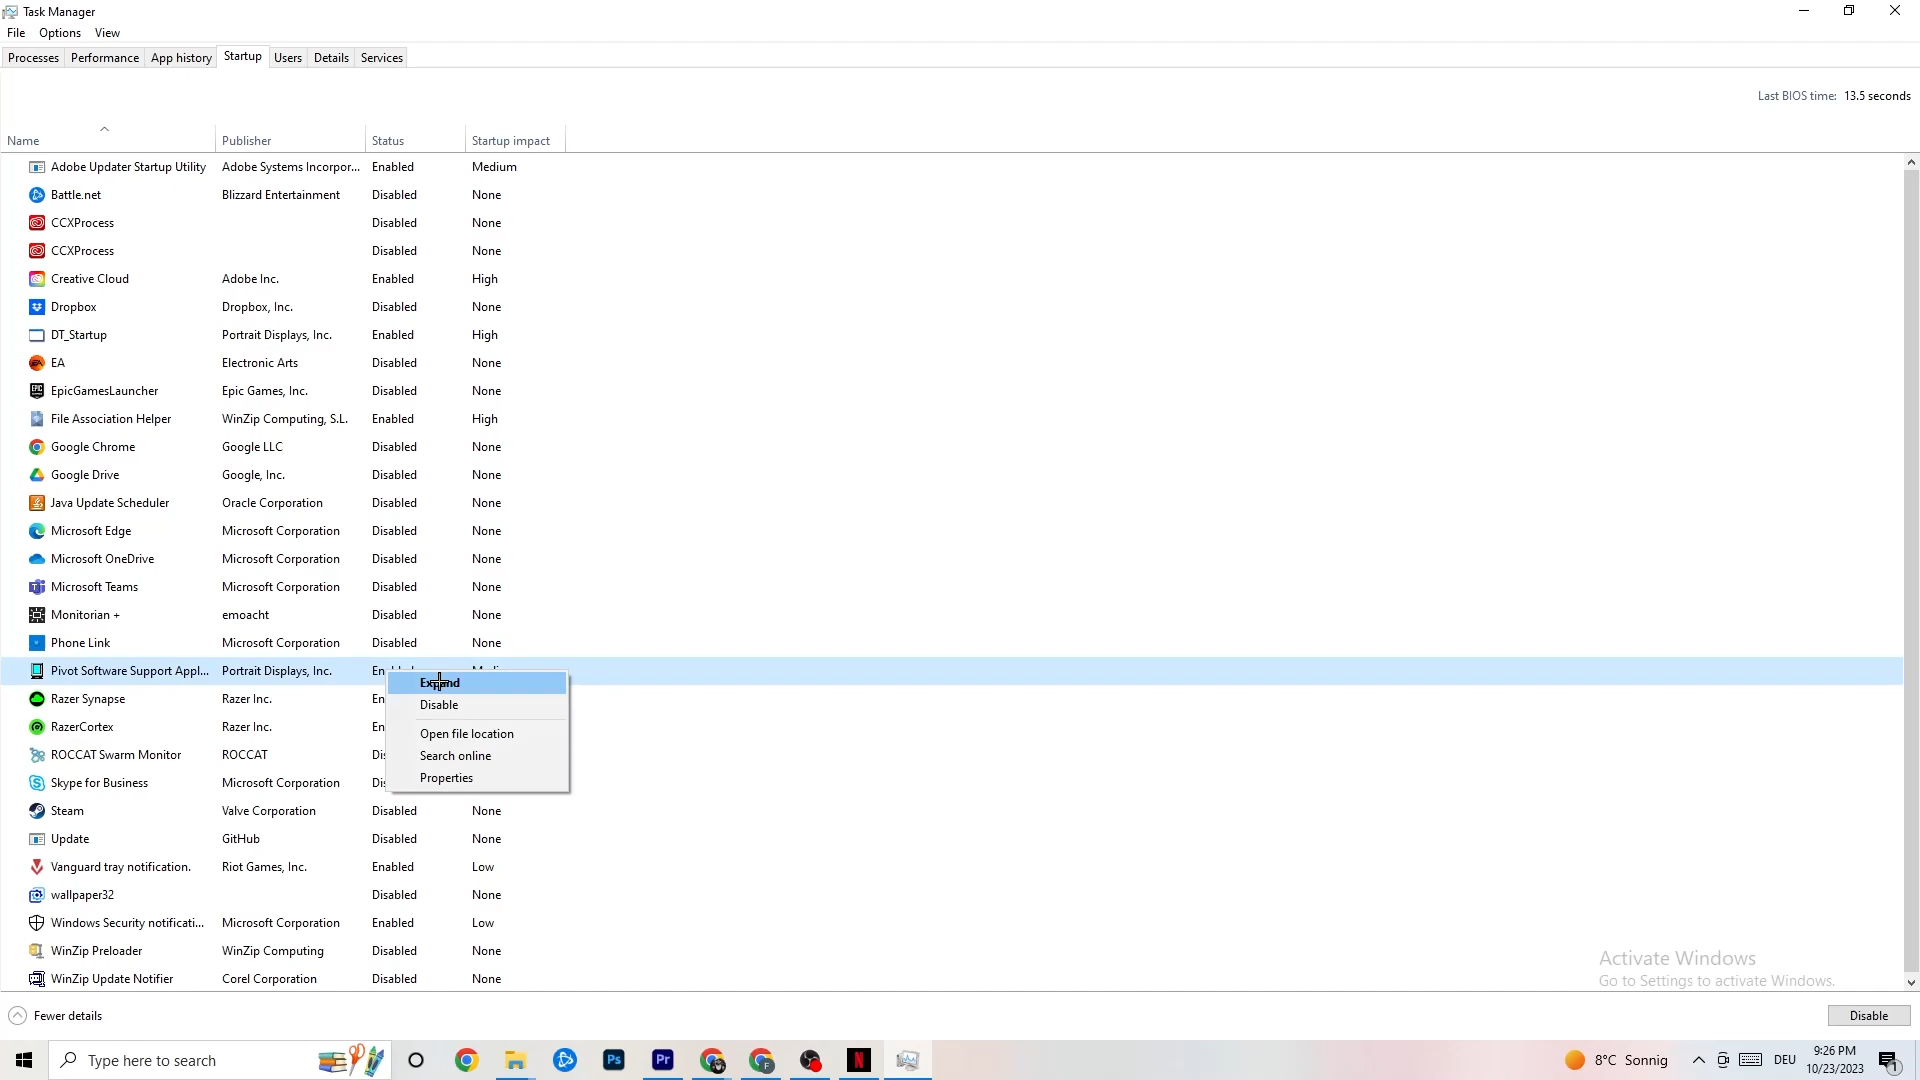 Task Manager
File Options View
Processes Performance App history Startup Users Details Services
Last BIOS time: 13.5 seconds
Name Publisher Status Startup impact
Adobe Updater Startup Utility Adobe Systems Incorpor... Enabled Medium
Battle.net Blizzard Entertainment Disabled None
CCXProcess Disabled None
CCXProcess Disabled None
Creative Cloud Adobe Inc. Enabled High
Dropbox Dropbox, Inc. Disabled None
DT_Startup Portrait Displays, Inc. Enabled High
EA Electronic Arts Disabled None
EpicGamesLauncher Epic Games, Inc. Disabled None
File Association Helper WinZip Computing, S.L. Enabled High
Google Chrome Google LLC Disabled None
Google Drive Google, Inc. Disabled None
Java Update Scheduler Oracle Corporation Disabled None
Microsoft Edge Microsoft Corporation Disabled None
Microsoft OneDrive Microsoft Corporation Disabled None
Microsoft Teams Microsoft Corporation Disabled None
Monitorian + emoacht Disabled None
Phone Link Microsoft Corporation Disabled None
Pivot Software Support Appl... Portrait Displays, Inc.
Expand
Razer Synapse Razer Inc.
Disable
RazerCortex Razer Inc.
Open file location
ROCCAT Swarm Monitor ROCCAT
Search online
Skype for Business Microsoft Corporation
Properties
Steam Valve Corporation Disabled None
Update GitHub Disabled None
Vanguard tray notification. Riot Games, Inc. Enabled Low
wallpaper32 Disabled None
Windows Security notificati... Microsoft Corporation Enabled Low
WinZip Preloader WinZip Computing Disabled None
WinZip Update Notifier Corel Corporation Disabled None
Activate Windows
Go to Settings to activate Windows.
Fewer details Disable
Type here to search Ps Pr 8°C Sonnig DEU 9:26 PM
10/23/2023